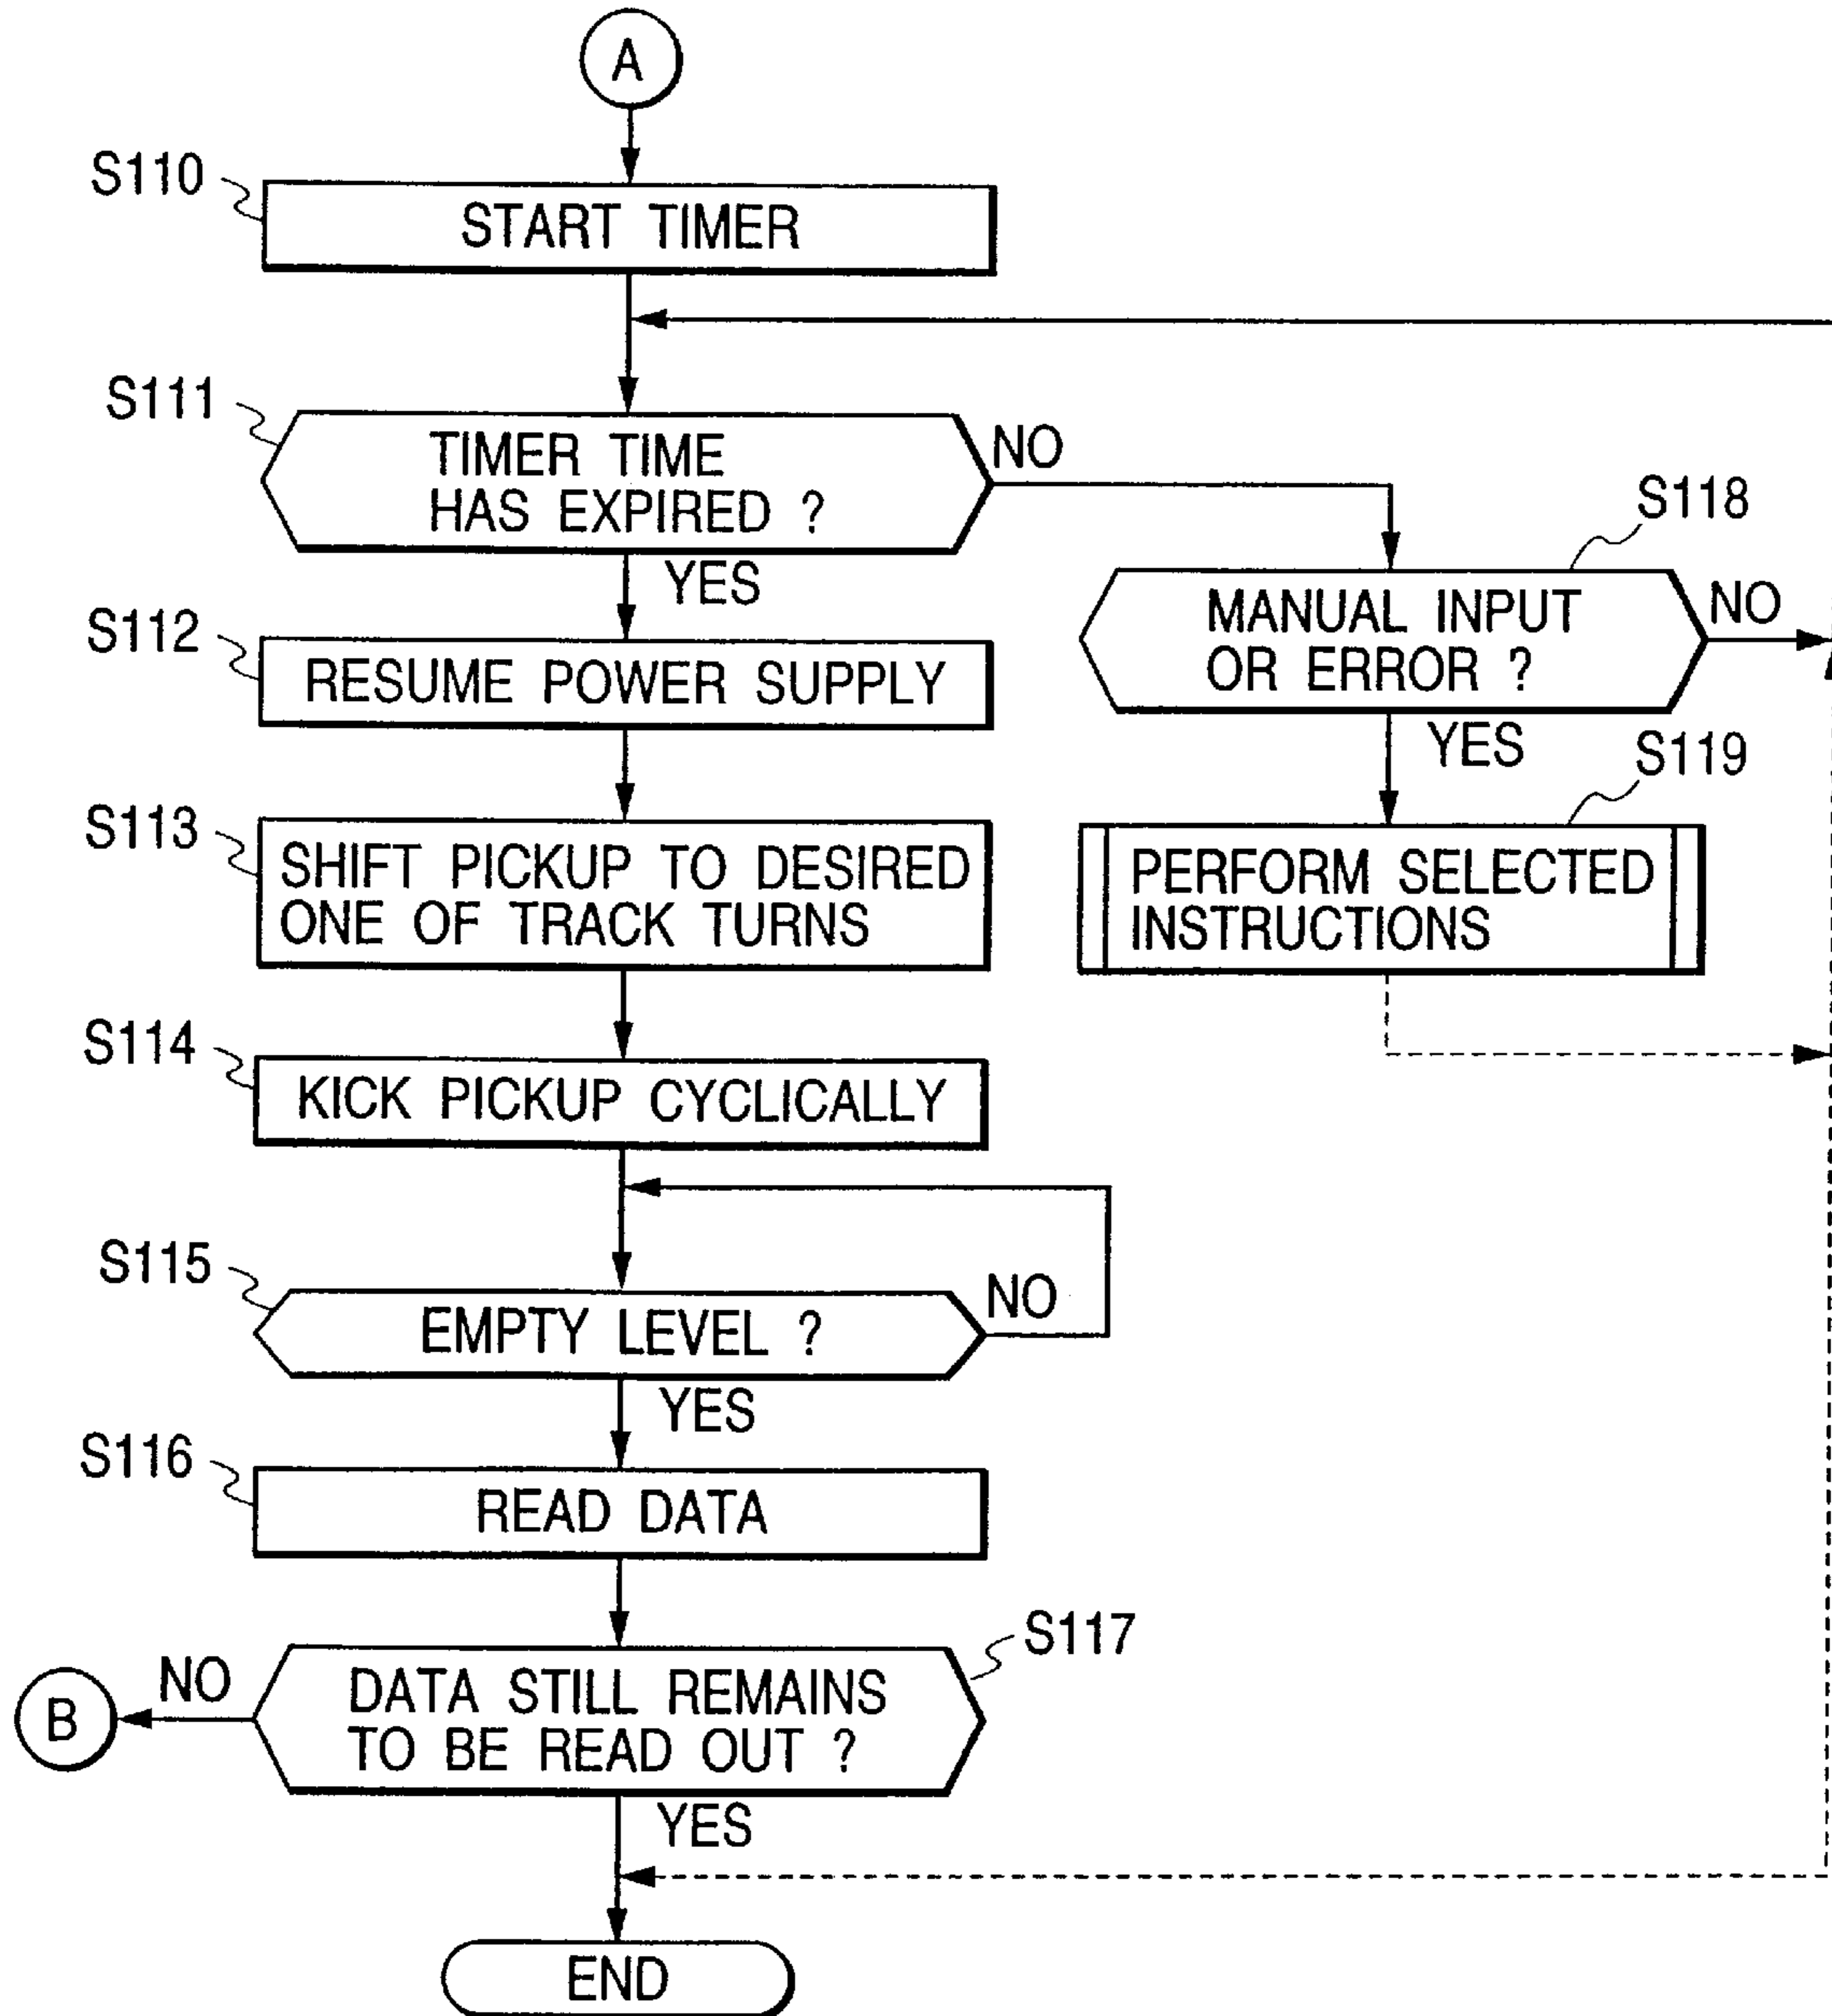 A
S110
START TIMER
S111
TIMER TIME
HAS EXPIRED ?
NO
YES
S118
MANUAL INPUT
OR ERROR ?
NO
YES
S112
RESUME POWER SUPPLY
S119
PERFORM SELECTED
INSTRUCTIONS
S113
SHIFT PICKUP TO DESIRED
ONE OF TRACK TURNS
S114
KICK PICKUP CYCLICALLY
S115
EMPTY LEVEL ?
NO
YES
S116
READ DATA
S117
DATA STILL REMAINS
TO BE READ OUT ?
NO
B
YES
END